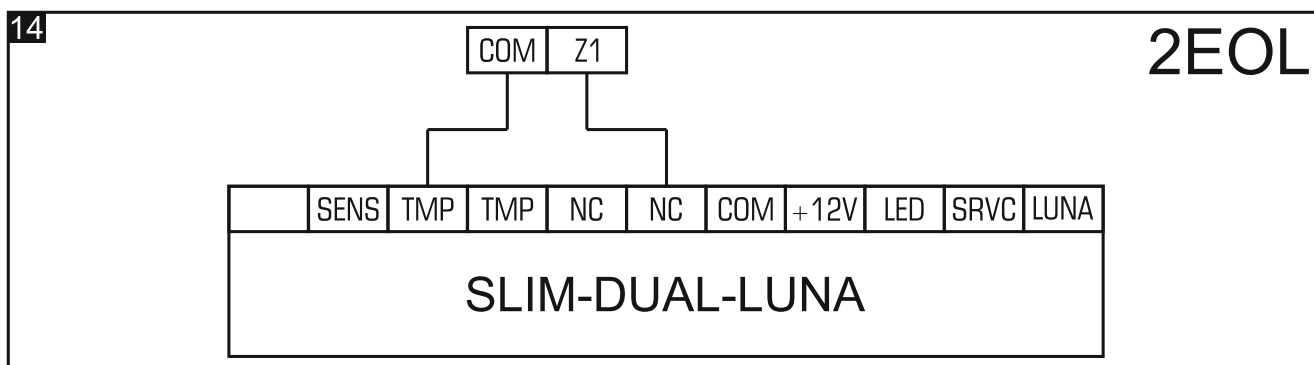 14
2EOL
COM Z1
SENS TMP TMP NC NC COM +12V LED SRVC LUNA
SLIM-DUAL-LUNA